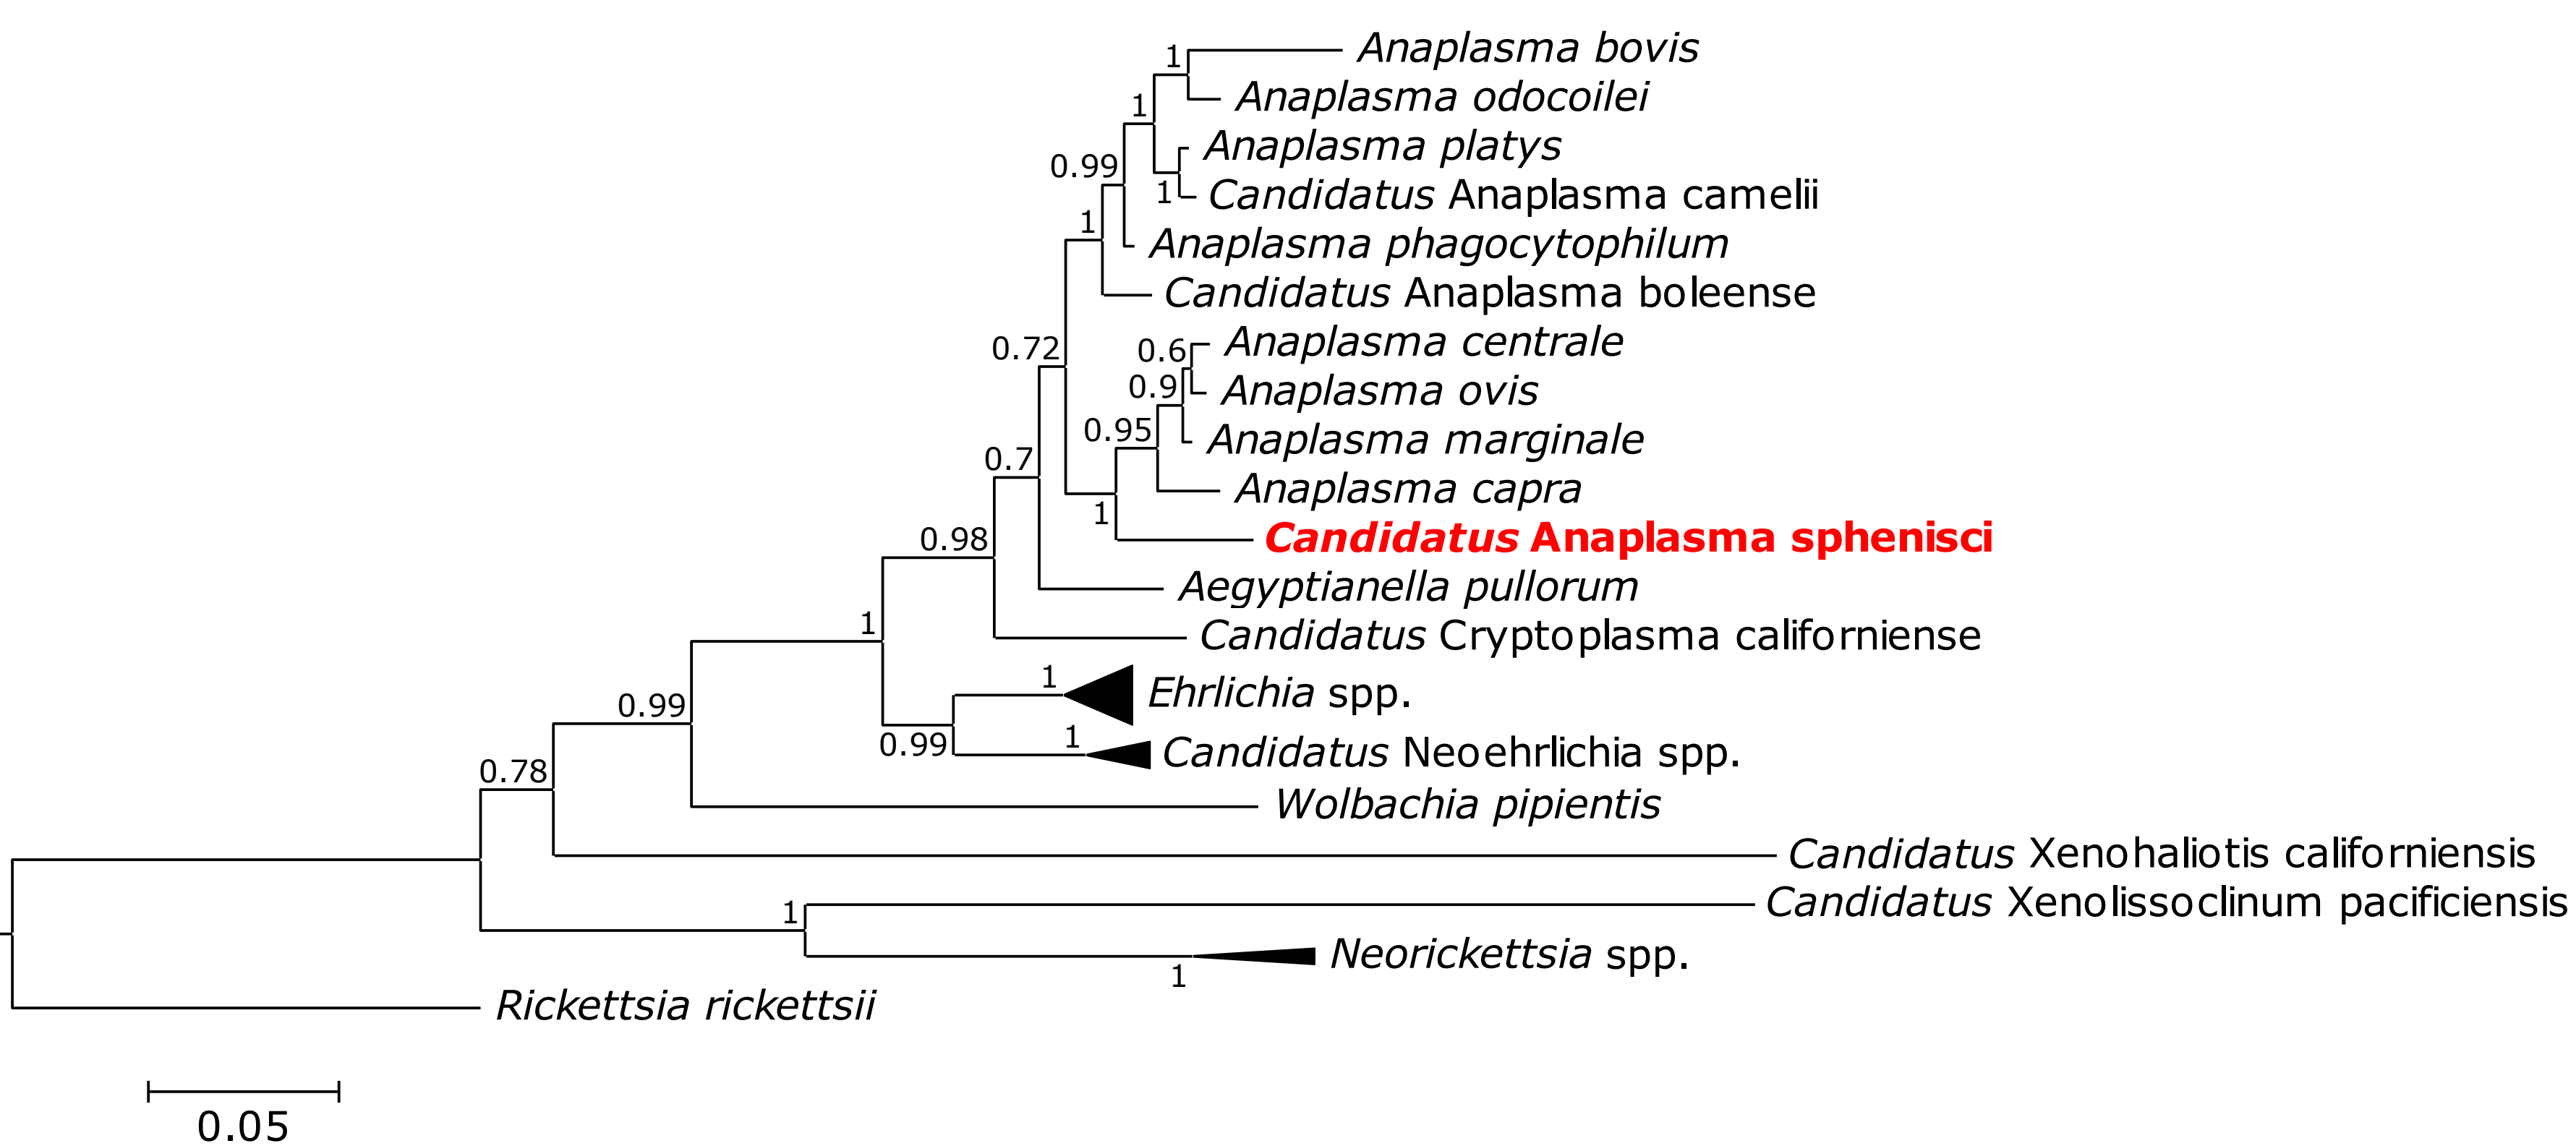 1 Anaplasma bovis
Anaplasma odocoilei
1
Anaplasma platys
0.99
1 Candidatus Anaplasma camelii
1
Anaplasma phagocytophilum
Candidatus Anaplasma boleense
Anaplasma centrale
0.72 0.6
0.9 Anaplasma ovis
0.95 Anaplasma marginale
0.7
Anaplasma capra
1
0.98 Candidatus Anaplasma sphenisci
Aegyptianella pullorum
1 Candidatus Cryptoplasma californiense
1 Ehrlichia spp.
0.99
0.99 1 Candidatus Neoehrlichia spp.
0.78
Wolbachia pipientis
Candidatus Xenohaliotis californiensis
1 Candidatus Xenolissoclinum pacificiensis
Neorickettsia spp.
1
Rickettsia rickettsii
0.05